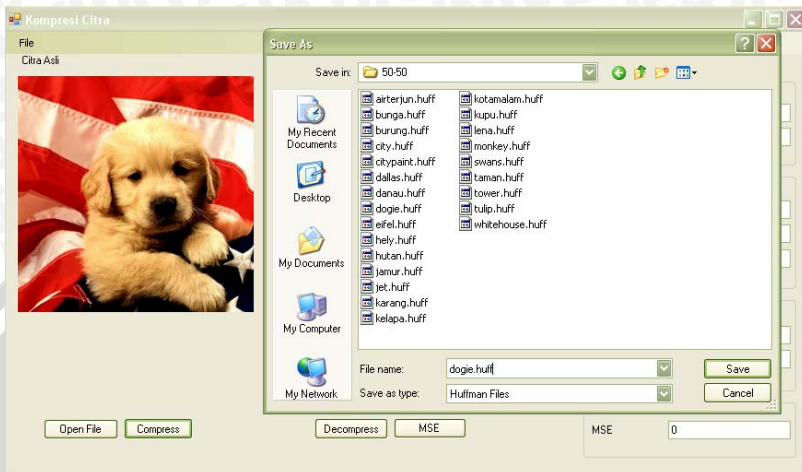 Kompresi Citra
File
Citra Asli
Save As
Save in: 50-50
My Recent Documents
Desktop
My Documents
My Computer
My Network
airterjun.huff
bunga.huff
burung.huff
city.huff
citypaint.huff
dallas.huff
danau.huff
dogie.huff
eifel.huff
hely.huff
hutan.huff
jamur.huff
jet.huff
karang.huff
kelapa.huff
kotamalam.huff
kupu.huff
lena.huff
monkey.huff
swans.huff
taman.huff
tower.huff
tulip.huff
whitehouse.huff
File name: dogie.huff Save
Save as type: Huffman Files Cancel
Open File Compress Decompress MSE MSE 0